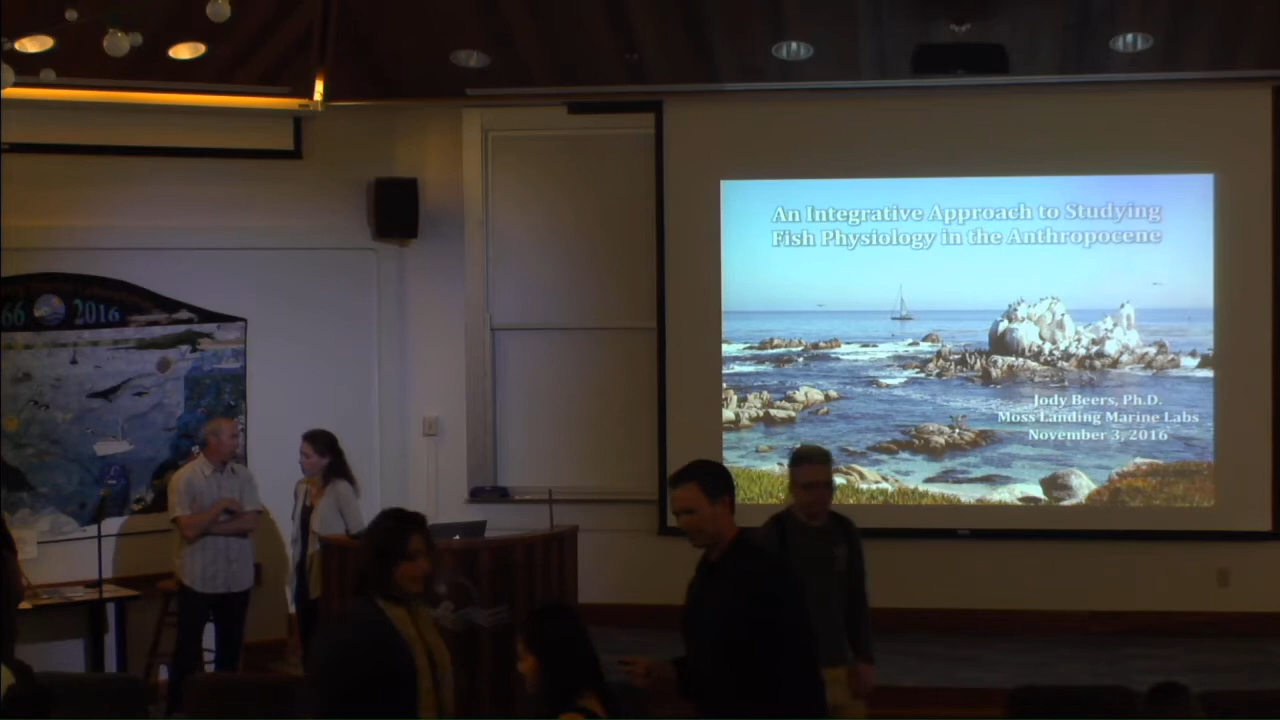 66 2016
An Integrative Approach to Studying
Fish Physiology in the Anthropocene
Jody Beers, Ph.D.
Moss Landing Marine Labs
November 3, 2016